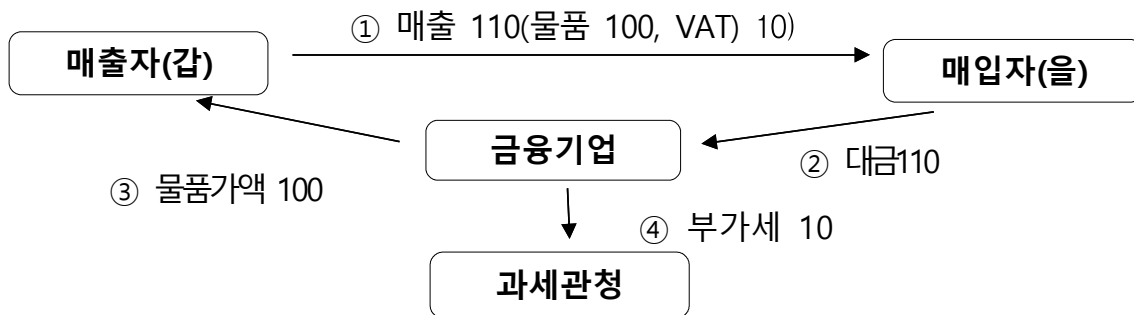 ① 매출 110(물품 100, VAT) 10)
매출자(갑)
매입자(을)
금융기업
② 대금110
③ 물품가액 100
④ 부가세 10
과세관청